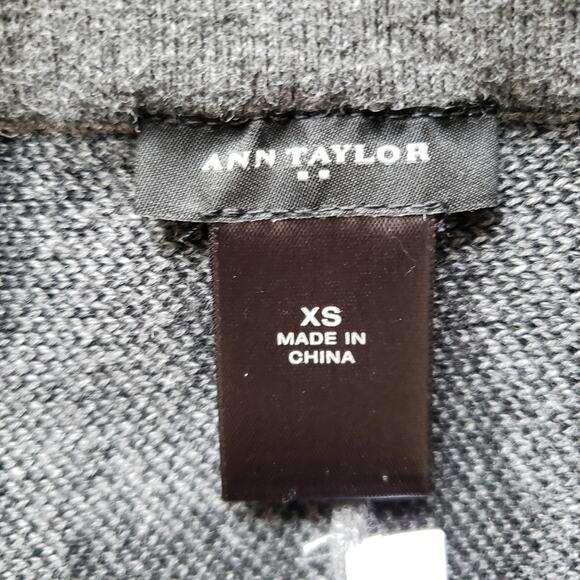 ANN TAYLOR
XS
MADE IN
CHINA